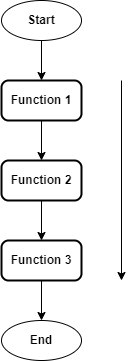 Start
Function 1
Function 2
Function 3
End